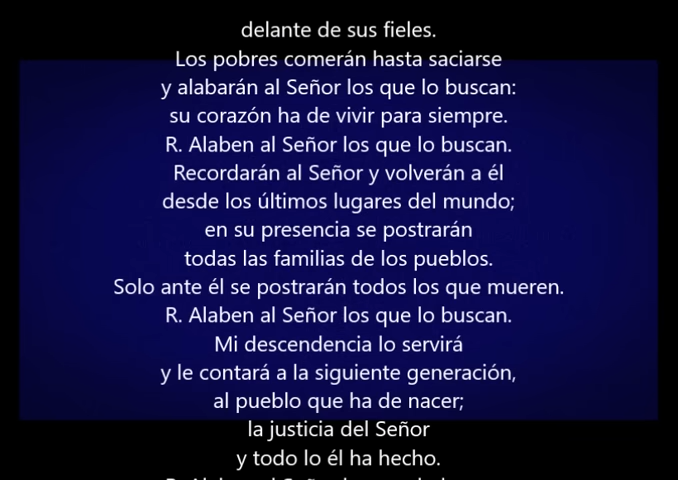 delante de sus fieles.
Los pobres comerán hasta saciarse
y alabarán al Señor los que lo buscan:
su corazón ha de vivir para siempre.
R. Alaben al Señor los que lo buscan.
Recordarán al Señor y volverán a él
desde los últimos lugares del mundo;
en su presencia se postrarán
todas las familias de los pueblos.
Solo ante él se postrarán todos los que mueren.
R. Alaben al Señor los que lo buscan.
Mi descendencia lo servirá
y le contará a la siguiente generación,
al pueblo que ha de nacer;
la justicia del Señor
y todo lo él ha hecho.